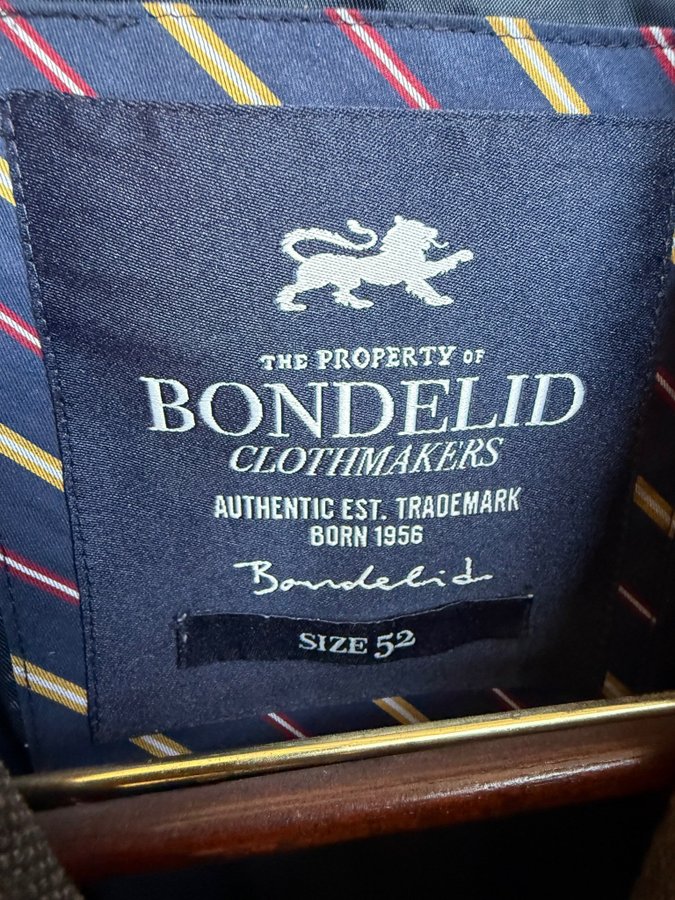 THE PROPERTY OF
BONDELID
CLOTHMAKERS
AUTHENTIC EST. TRADEMARK
BORN 1956
Bondelid
SIZE 52